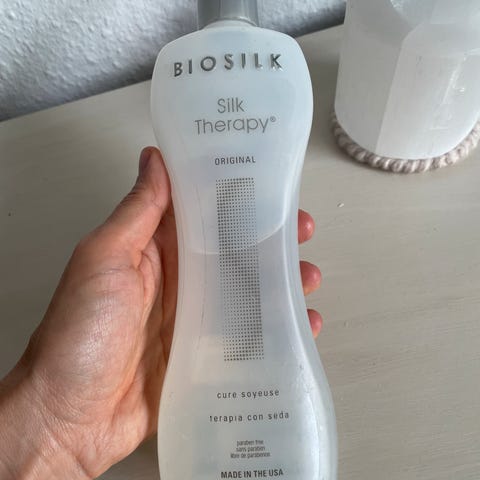 BIOSILK
Silk
Therapy®
ORIGINAL
cure soyeuse
terapia con seda
paraben free
sans paraben
libre de parabenos
MADE IN THE USA